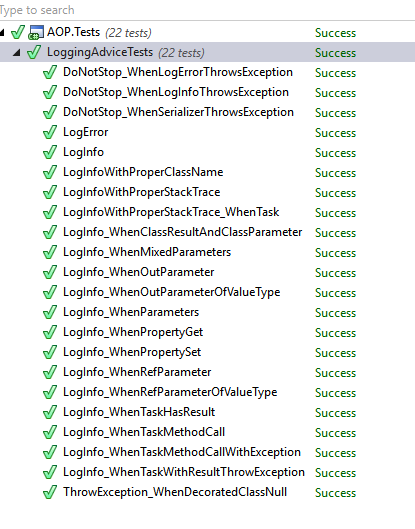 Type to search
AOP.Tests (22 tests) Success
LoggingAdviceTests (22 tests) Success
DoNotStop_WhenLogErrorThrowsException Success
DoNotStop_WhenLogInfoThrowsException Success
DoNotStop_WhenSerializerThrowsException Success
LogError Success
LogInfo Success
LogInfoWithProperClassName Success
LogInfoWithProperStackTrace Success
LogInfoWithProperStackTrace_WhenTask Success
LogInfo_WhenClassResultAndClassParameter Success
LogInfo_WhenMixedParameters Success
LogInfo_WhenOutParameter Success
LogInfo_WhenOutParameterOfValueType Success
LogInfo_WhenParameters Success
LogInfo_WhenPropertyGet Success
LogInfo_WhenPropertySet Success
LogInfo_WhenRefParameter Success
LogInfo_WhenRefParameterOfValueType Success
LogInfo_WhenTaskHasResult Success
LogInfo_WhenTaskMethodCall Success
LogInfo_WhenTaskMethodCallWithException Success
LogInfo_WhenTaskWithResultThrowException Success
ThrowException_WhenDecoratedClassNull Success